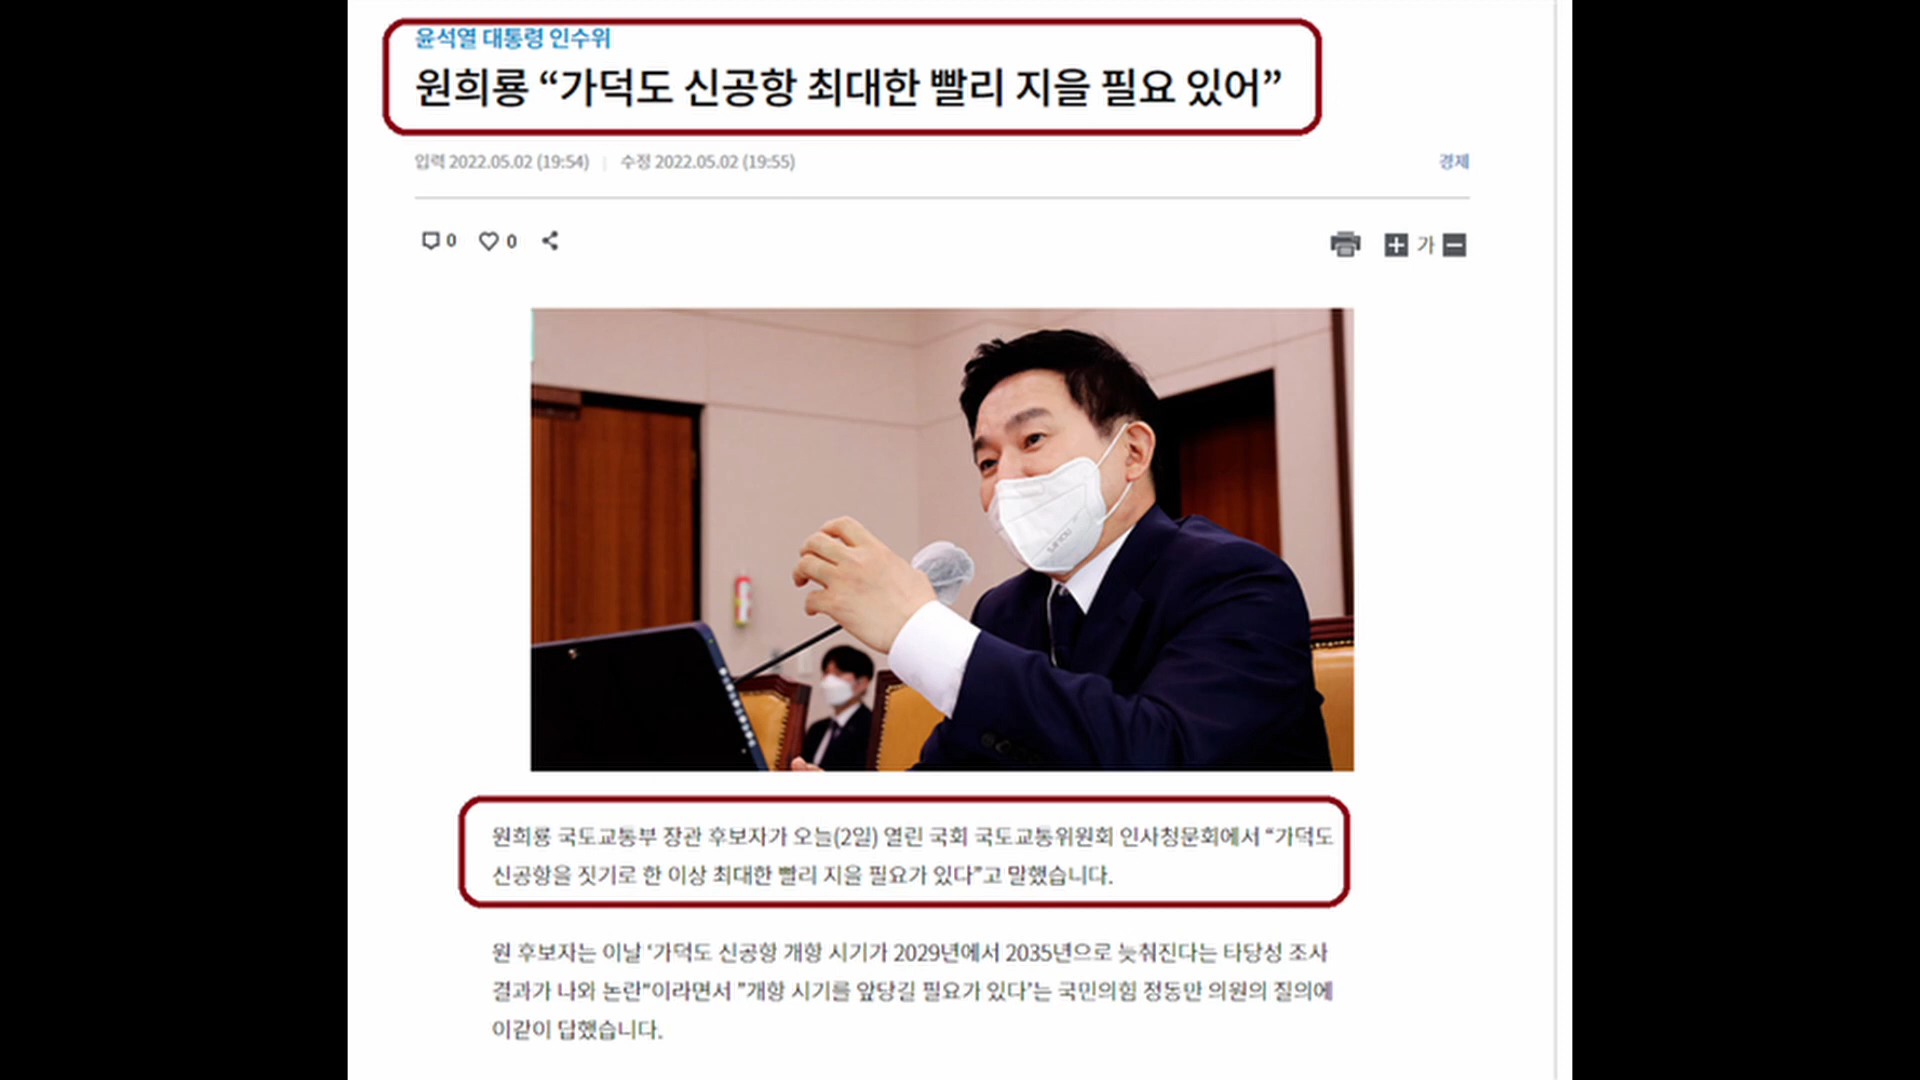 윤석열 대통령 인수위
원희룡 “가덕도 신공항 최대한 빨리 지을 필요 있어”
입력 2022.05.02 (19:54) | 수정 2022.05.02 (19:55)
경제
0 0
가
원희룡 국토교통부 장관 후보자가 오늘(2일) 열린 국회 국토교통위원회 인사청문회에서 “가덕도
신공항을 짓기로 한 이상 최대한 빨리 지을 필요가 있다”고 말했습니다.
원 후보자는 이날 ‘가덕도 신공항 개항 시기가 2029년에서 2035년으로 늦춰진다는 타당성 조사
결과가 나와 논란"이라면서 "개항 시기를 앞당길 필요가 있다’는 국민의힘 정동만 의원의 질의에
이같이 답했습니다.